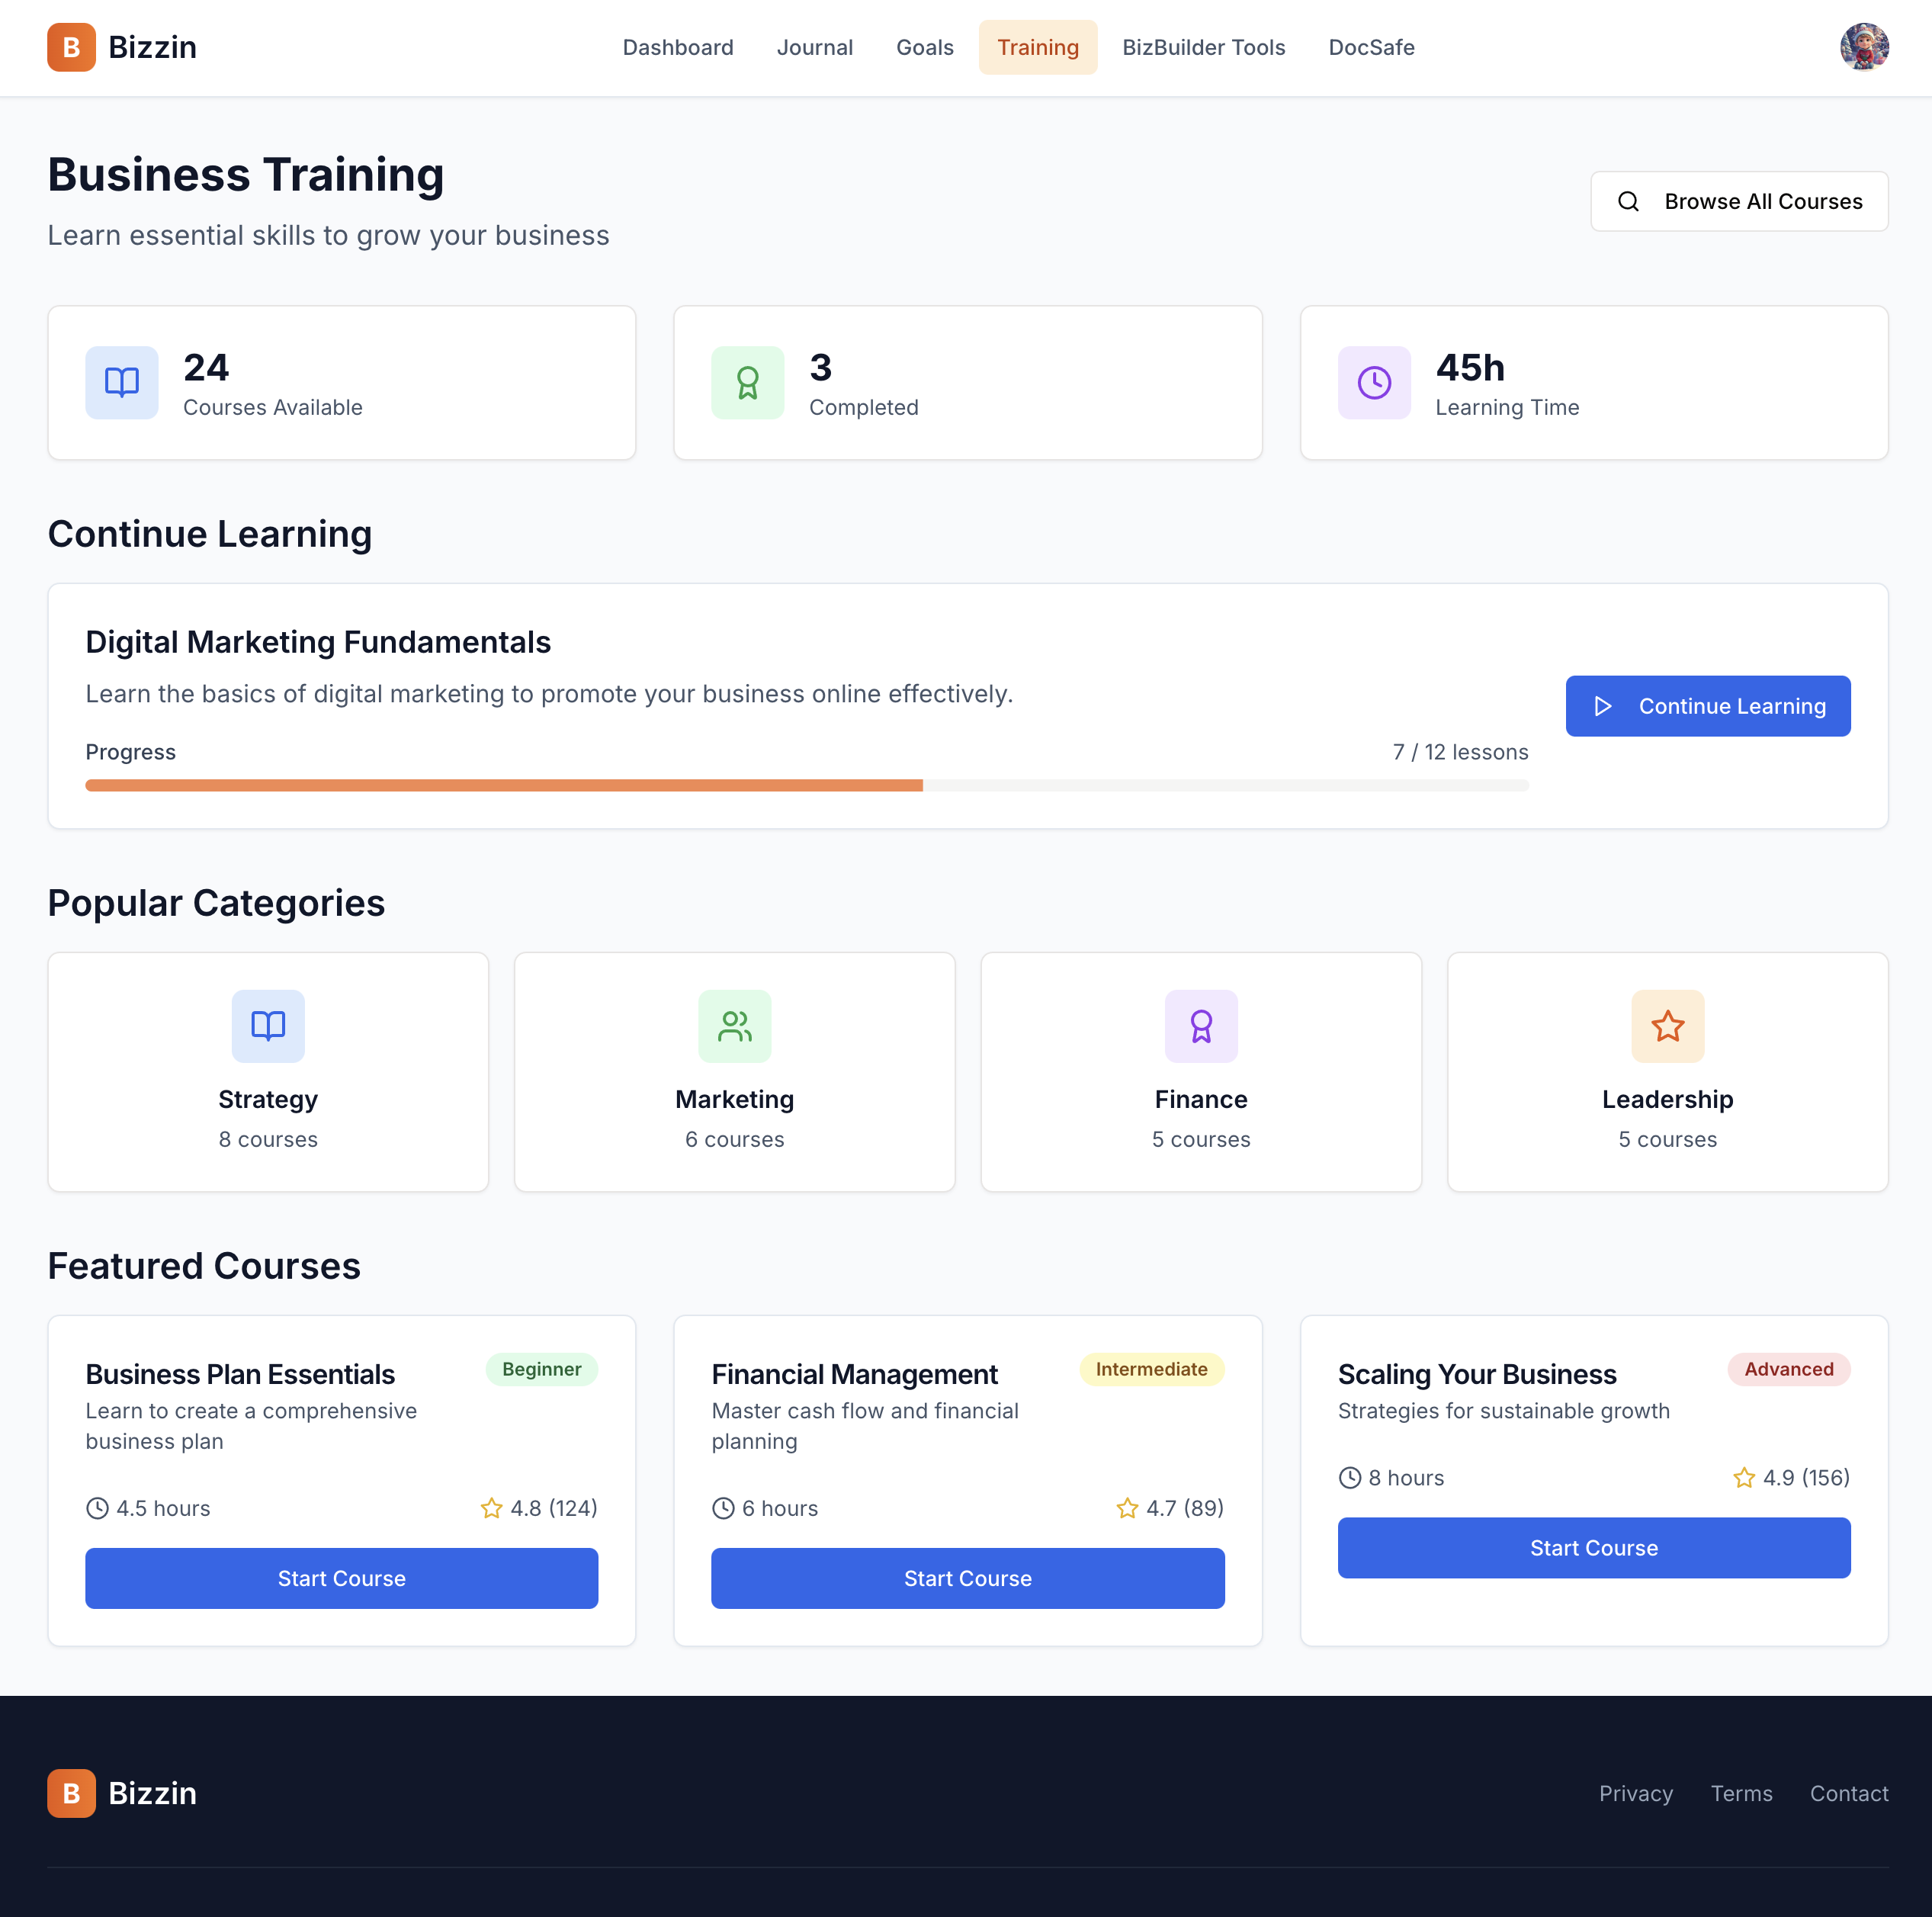 B Bizzin
Dashboard Journal Goals Training BizBuilder Tools DocSafe
Business Training
Learn essential skills to grow your business
Browse All Courses
24
Courses Available
3
Completed
45h
Learning Time
Continue Learning
Digital Marketing Fundamentals
Learn the basics of digital marketing to promote your business online effectively.
Continue Learning
Progress 7 / 12 lessons
Popular Categories
Strategy
8 courses
Marketing
6 courses
Finance
5 courses
Leadership
5 courses
Featured Courses
Business Plan Essentials Beginner
Learn to create a comprehensive
business plan
4.5 hours 4.8 (124)
Start Course
Financial Management Intermediate
Master cash flow and financial
planning
6 hours 4.7 (89)
Start Course
Scaling Your Business Advanced
Strategies for sustainable growth
8 hours 4.9 (156)
Start Course
B Bizzin
Privacy Terms Contact